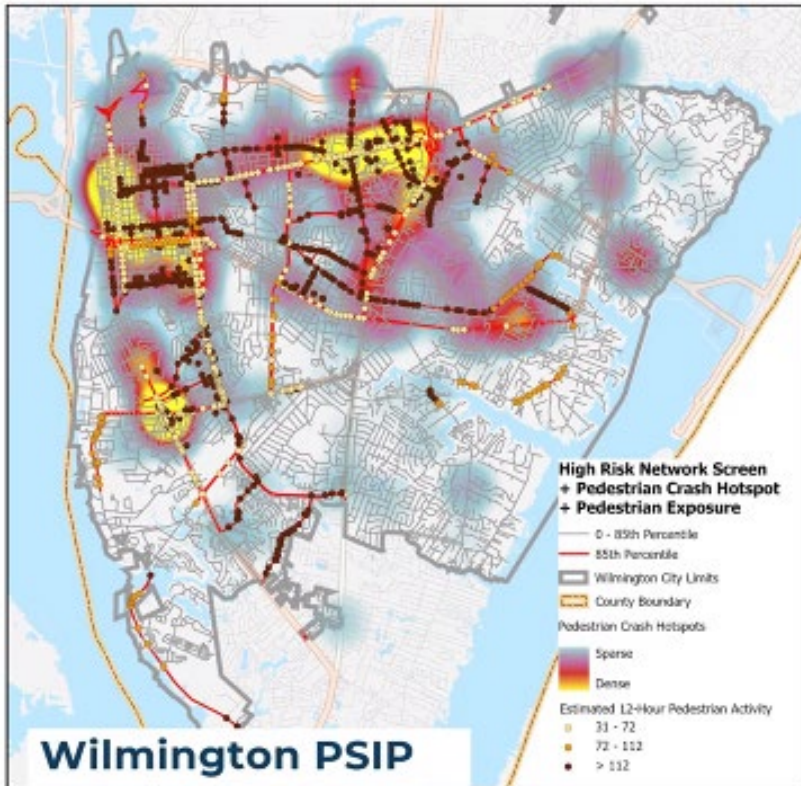 High Risk Network Screen
+ Pedestrian Crash Hotspot
+ Pedestrian Exposure
0 - 85th Percentile
85th Percentile
Wilmington City Limits
County Boundary
Pedestrian Crash Hotspots
Sparse
Dense
Estimated 12-Hour Pedestrian Activity
31 - 72
72 - 112
> 112
Wilmington PSIP